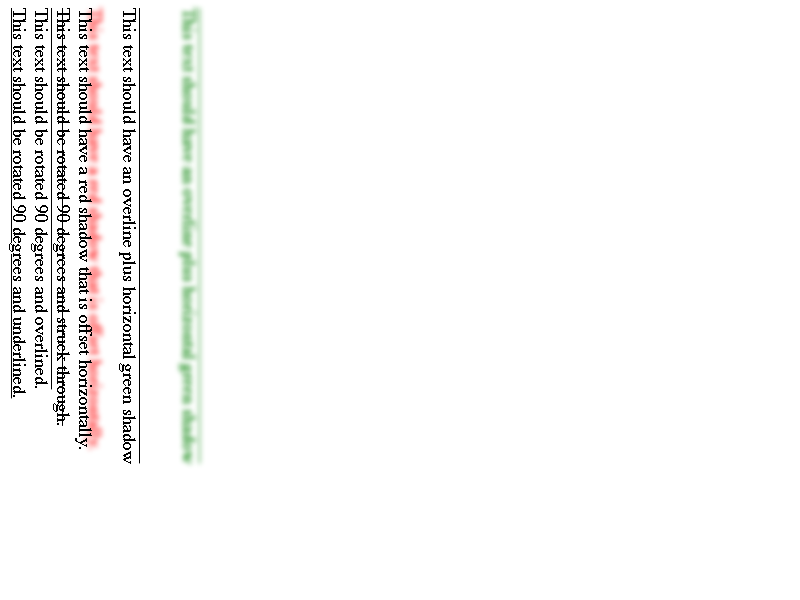 This text should be rotated 90 degrees and underlined.
This text should be rotated 90 degrees and overlined.
This text should be rotated 90 degrees and struck through.
This text should have a red shadow that is offset horizontally.
This text should have an overline plus horizontal green shadow